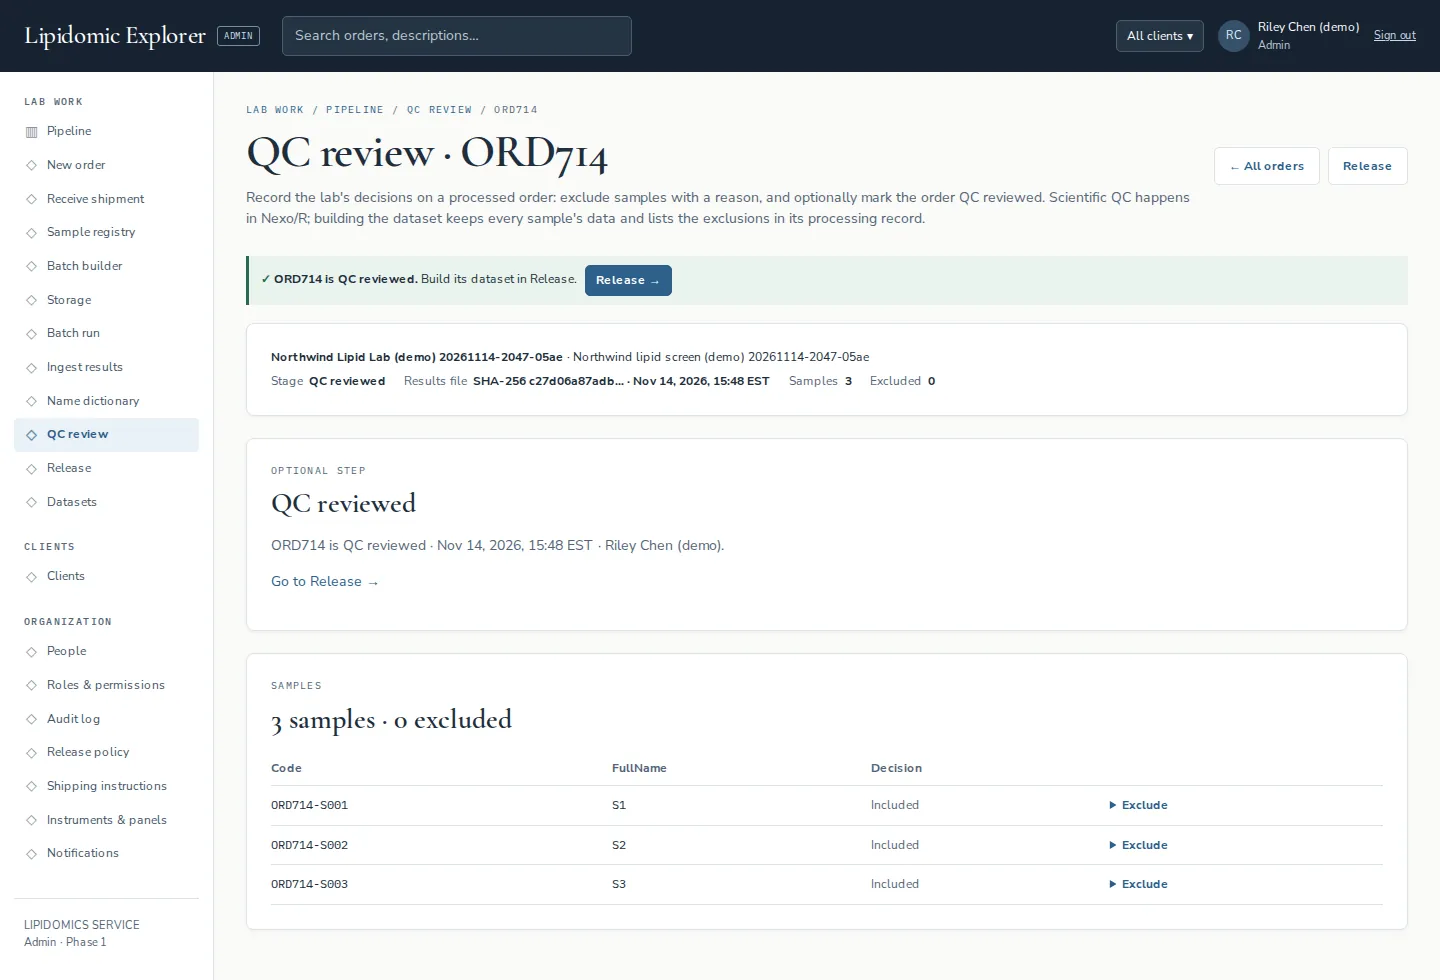 Lipidomic Explorer ADMIN
Search orders, descriptions...
All clients ▾
RC
Riley Chen (demo)
Admin
Sign out
LAB WORK
Pipeline
New order
Receive shipment
Sample registry
Batch builder
Storage
Batch run
Ingest results
Name dictionary
QC review
Release
Datasets
CLIENTS
Clients
ORGANIZATION
People
Roles & permissions
Audit log
Release policy
Shipping instructions
Instruments & panels
Notifications
LIPIDOMICS SERVICE
Admin · Phase 1
LAB WORK / PIPELINE / QC REVIEW / ORD714
QC review · ORD714
Record the lab's decisions on a processed order: exclude samples with a reason, and optionally mark the order QC reviewed. Scientific QC happens
in Nexo/R; building the dataset keeps every sample's data and lists the exclusions in its processing record.
← All orders
Release
✓ ORD714 is QC reviewed. Build its dataset in Release. Release →
Northwind Lipid Lab (demo) 20261114-2047-05ae · Northwind lipid screen (demo) 20261114-2047-05ae
Stage QC reviewed Results file SHA-256 c27d06a87adb... · Nov 14, 2026, 15:48 EST Samples 3 Excluded 0
OPTIONAL STEP
QC reviewed
ORD714 is QC reviewed · Nov 14, 2026, 15:48 EST · Riley Chen (demo).
Go to Release →
SAMPLES
3 samples · 0 excluded
Code FullName Decision
ORD714-S001 S1 Included ▶ Exclude
ORD714-S002 S2 Included ▶ Exclude
ORD714-S003 S3 Included ▶ Exclude